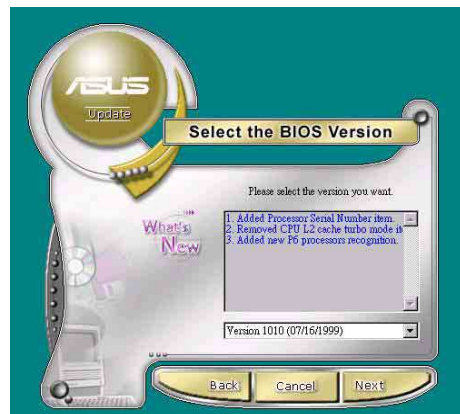 ASUS
Update
Select the BIOS Version
Please select the version you want.
What's
New
1. Added Processor Serial Number item.
2. Removed CPU L2 cache turbo mode it
3. Added new P6 processors recognition.
Version 1010 (07/16/1999)
Back
Cancel
Next